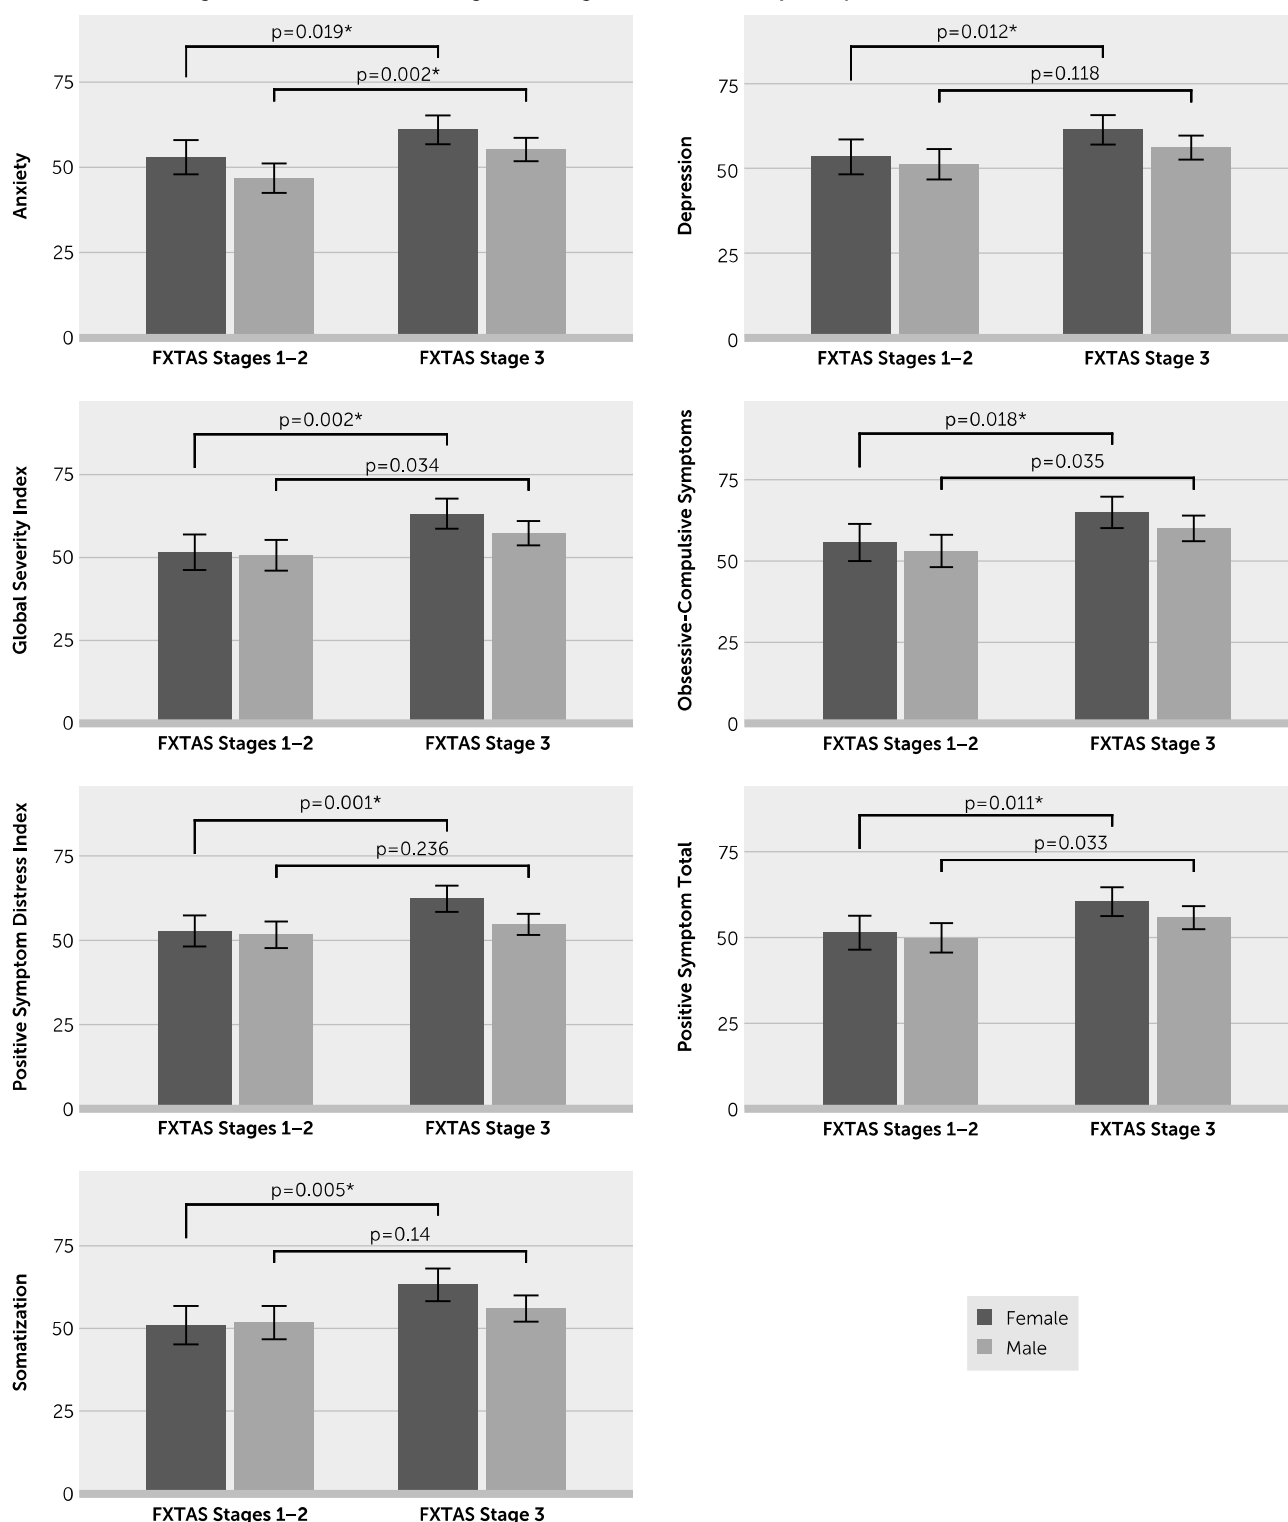 p=0.019*
p=0.002*
75
50
25
0
Anxiety
FXTAS Stages 1–2 FXTAS Stage 3
p=0.012*
p=0.118
75
50
25
0
Depression
FXTAS Stages 1–2 FXTAS Stage 3
p=0.002*
p=0.034
75
50
25
0
Global Severity Index
FXTAS Stages 1–2 FXTAS Stage 3
p=0.018*
p=0.035
75
50
25
0
Obsessive-Compulsive Symptoms
FXTAS Stages 1–2 FXTAS Stage 3
p=0.001*
p=0.236
75
50
25
0
Positive Symptom Distress Index
FXTAS Stages 1–2 FXTAS Stage 3
p=0.011*
p=0.033
75
50
25
0
Positive Symptom Total
FXTAS Stages 1–2 FXTAS Stage 3
p=0.005*
p=0.14
75
50
25
0
Somatization
FXTAS Stages 1–2 FXTAS Stage 3
Female
Male